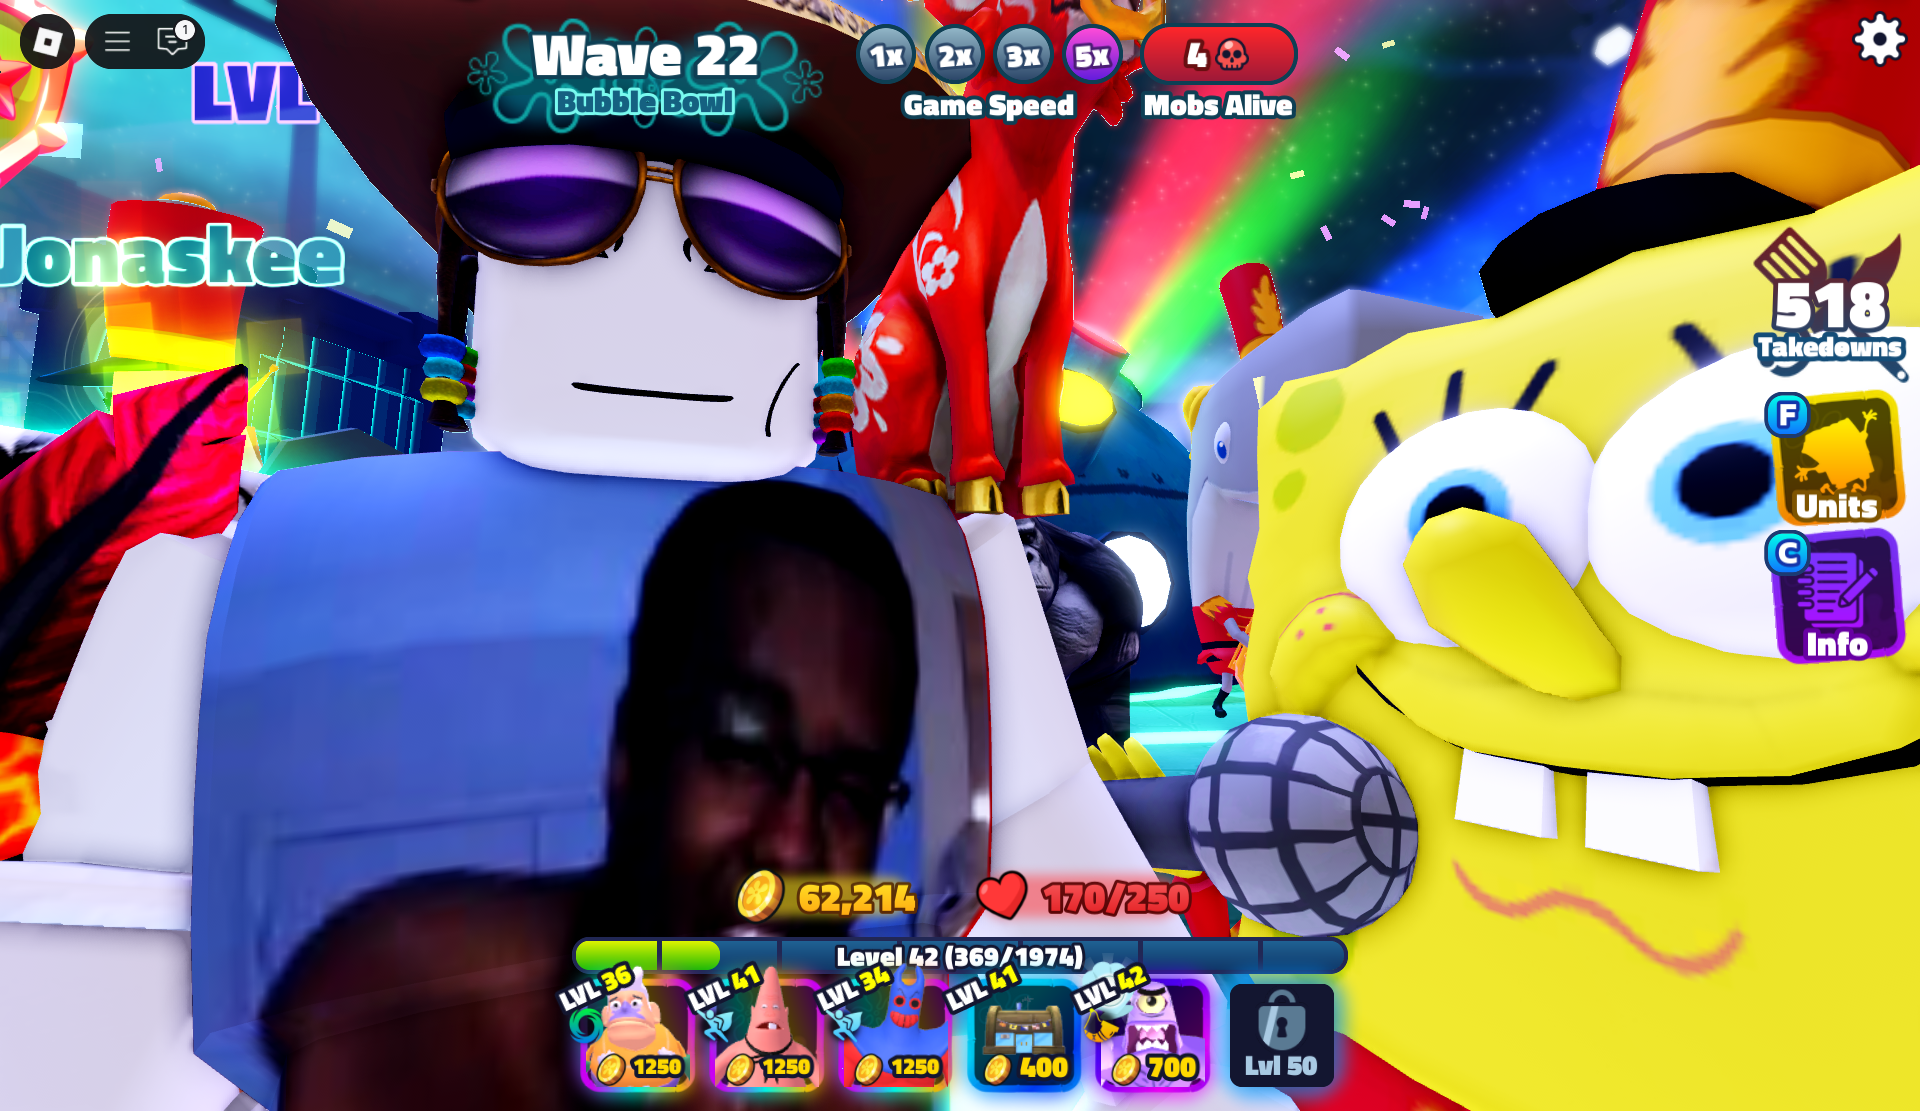 1
LVL
Wave 22
Bubble Bowl
1x
2x
3x
5x
Game Speed
4
Mobs Alive
Jonaskee
518
Takedowns
F
Units
C
Info
62,214
170/250
Level 42 (369/1974)
LVL 36
1250
LVL 41
1250
LVL 34
1250
LVL 41
400
LVL 42
700
Lvl 50